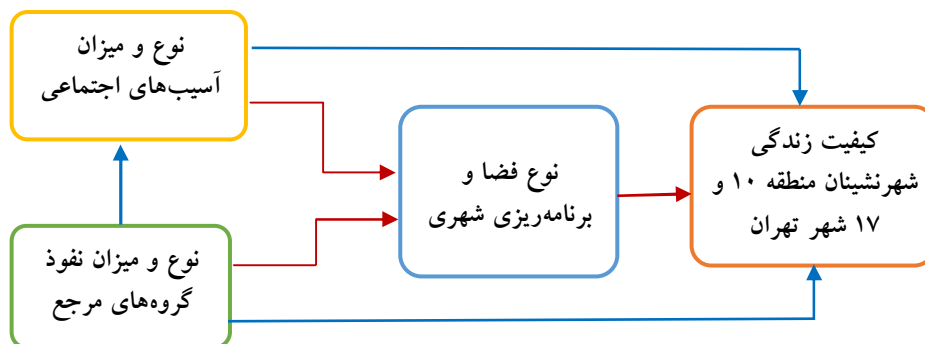 نوع و میزان
آسیب‌های اجتماعی
نوع فضا و
برنامه‌ریزی شهری
کیفیت زندگی
شهرنشینان منطقه ۱۰ و
۱۷ شهر تهران
نوع و میزان نفوذ
گروه‌های مرجع